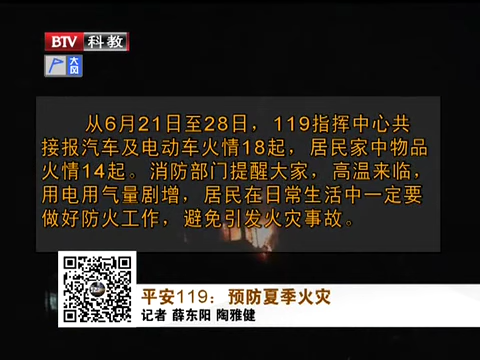 BTV 科教
大风
从6月21日至28日，119指挥中心共
接报汽车及电动车火情18起，居民家中物品
火情14起。消防部门提醒大家，高温来临，
用电用气量剧增，居民在日常生活中一定要
做好防火工作，避免引发火灾事故。
平安119：预防夏季火灾
记者 薛东阳 陶雅健